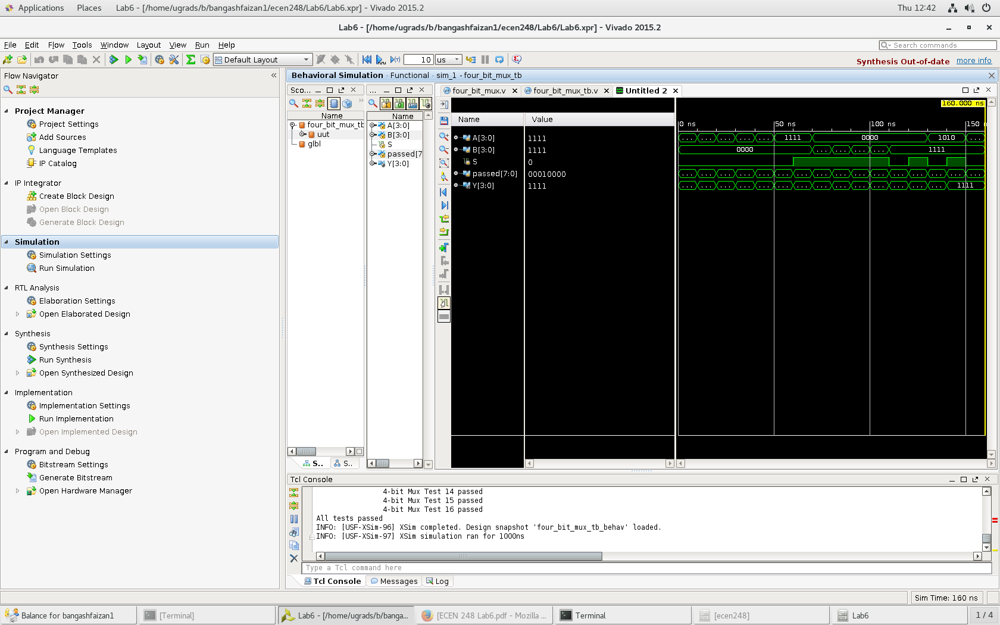 Applications Places Lab6 - [/home/ugrads/b/bangashfaizan1/ecen248/Lab6/Lab6.xpr] - Vivado 2015.2 Thu 12:42
Lab6 - [/home/ugrads/b/bangashfaizan1/ecen248/Lab6/Lab6.xpr] - Vivado 2015.2
File Edit Flow Tools Window Layout View Run Help Search commands
Default Layout 10 us Synthesis Out-of-date more info
Flow Navigator
Project Manager
Project Settings
Add Sources
Language Templates
IP Catalog
IP Integrator
Create Block Design
Open Block Design
Generate Block Design
Simulation
Simulation Settings
Run Simulation
RTL Analysis
Elaboration Settings
Open Elaborated Design
Synthesis
Synthesis Settings
Run Synthesis
Open Synthesized Design
Implementation
Implementation Settings
Run Implementation
Open Implemented Design
Program and Debug
Bitstream Settings
Generate Bitstream
Open Hardware Manager
Behavioral Simulation - Functional - sim_1 - four_bit_mux_tb
Sco...
Name
four_bit_mux_tb
uut
glbl
S.. S..
...
Name
A[3:0]
B[3:0]
S
passed[7
Y[3:0]
four_bit_mux.v four_bit_mux_tb.v Untitled 2
160.000 ns
Name Value
0 ns 50 ns 100 ns 150 n
A[3:0] 1111 ... ... ... ... ... 1111 0000 1010 ...
B[3:0] 1111 0000 ... ... ... ... 1111
S 0
passed[7:0] 00010000 ... ... ... ... ... ... ... ... ... ... ... ... ... ... ... ...
Y[3:0] 1111 ... ... ... ... ... ... ... ... ... ... ... ... ... ... 1111
Tcl Console
4-bit Mux Test 14 passed
4-bit Mux Test 15 passed
4-bit Mux Test 16 passed
All tests passed
INFO: [USF-XSim-96] XSim completed. Design snapshot 'four_bit_mux_tb_behav' loaded.
INFO: [USF-XSim-97] XSim simulation ran for 1000ns
Type a Tcl command here
Tcl Console Messages Log
Sim Time: 160 ns
Balance for bangashfaizan1 [Terminal] Lab6 - [/home/ugrads/b/banga... [ECEN 248 Lab6.pdf - Mozilla ... Terminal [ecen248] Lab6 1 / 4